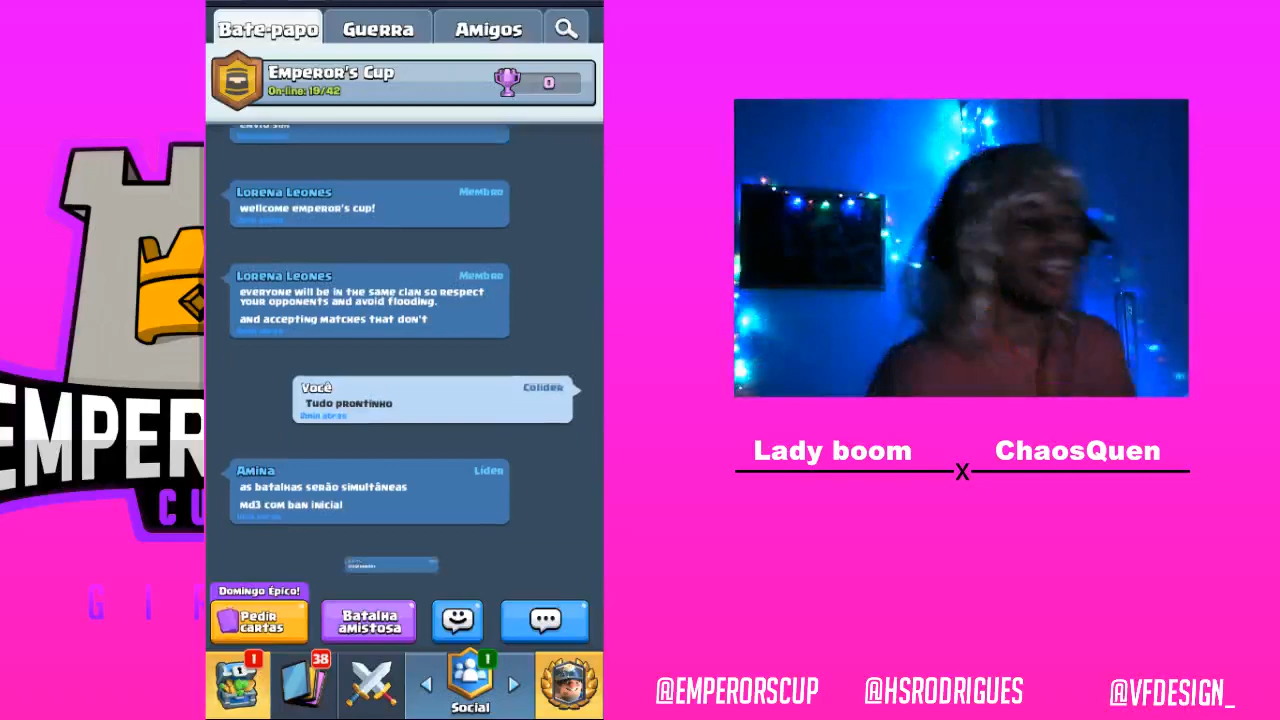 Bate-papo
Guerra
Amigos
Emperor's Cup
On-line: 19/42
0
Lorena Leones
Membro
wellcome emperor's cup!
Lorena Leones
Membro
everyone will be in the same clan so respect
your opponents and avoid flooding.
and accepting matches that don't
Você
Colíder
Tudo prontinho
Amina
Líder
as batalhas serão simultâneas
md3 com ban inicial
Domingo Épico!
Pedir
cartas
Batalha
amistosa
1
38
1
Social
EMPER
CU
G I
Lady boom
X
ChaosQuen
@EMPERORSCUP
@HSRODRIGUES
@VFDESIGN_